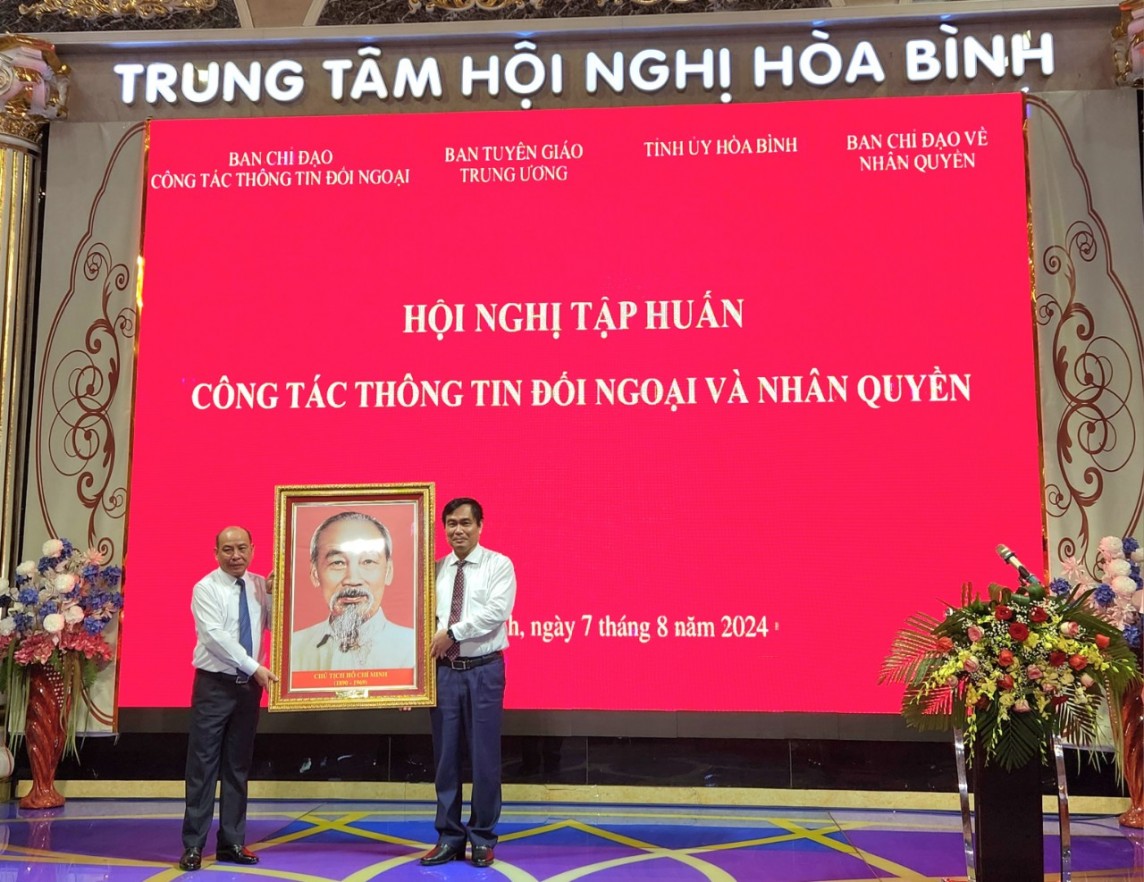 TRUNG TÂM HỘI NGHỊ HÒA BÌNH
BAN CHỈ ĐẠO
CÔNG TÁC THÔNG TIN ĐỐI NGOẠI
BAN TUYÊN GIÁO
TRUNG ƯƠNG
TỈNH ỦY HÒA BÌNH
BAN CHỈ ĐẠO VỀ
NHÂN QUYỀN
HỘI NGHỊ TẬP HUẤN
CÔNG TÁC THÔNG TIN ĐỐI NGOẠI VÀ NHÂN QUYỀN
h, ngày 7 tháng 8 năm 2024
CHỦ TỊCH HỒ CHÍ MINH
(1890 - 1969)